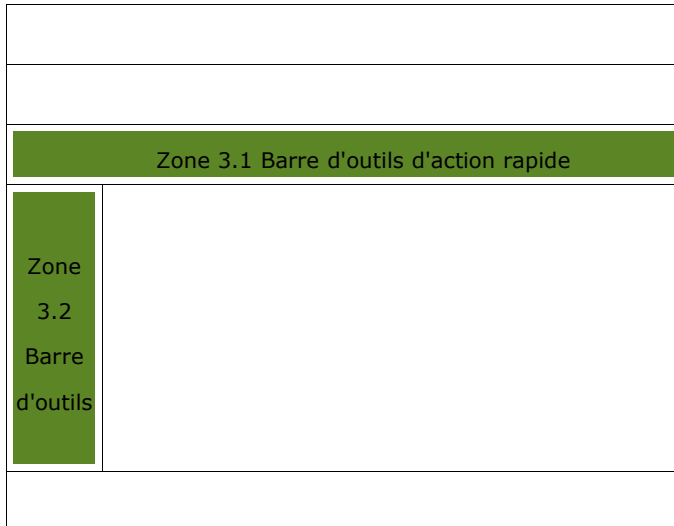 Zone 3.1 Barre d'outils d'action rapide
Zone
3.2
Barre
d'outils